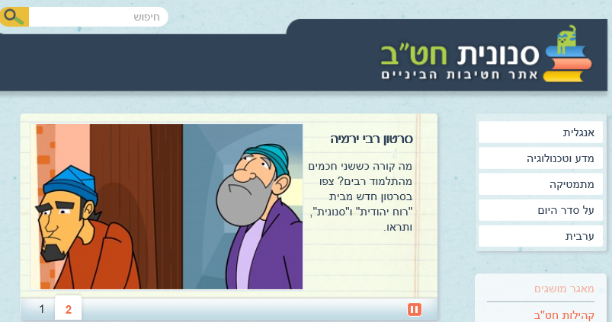 חיפוש
סנונית חט"ב
אתר חטיבות הביניים
אנגלית
מדע וטכנולוגיה
מתמטיקה
על סדר היום
ערבית
מאגר מושגים
קהילות חט"ב
סרטון רבי ירמיה
מה קורה כששני חכמים
מהתלמוד רבים? צפו
בסרטון חדש מבית
"רוח יהודית" ו"סנונית",
ותראו.
1 2